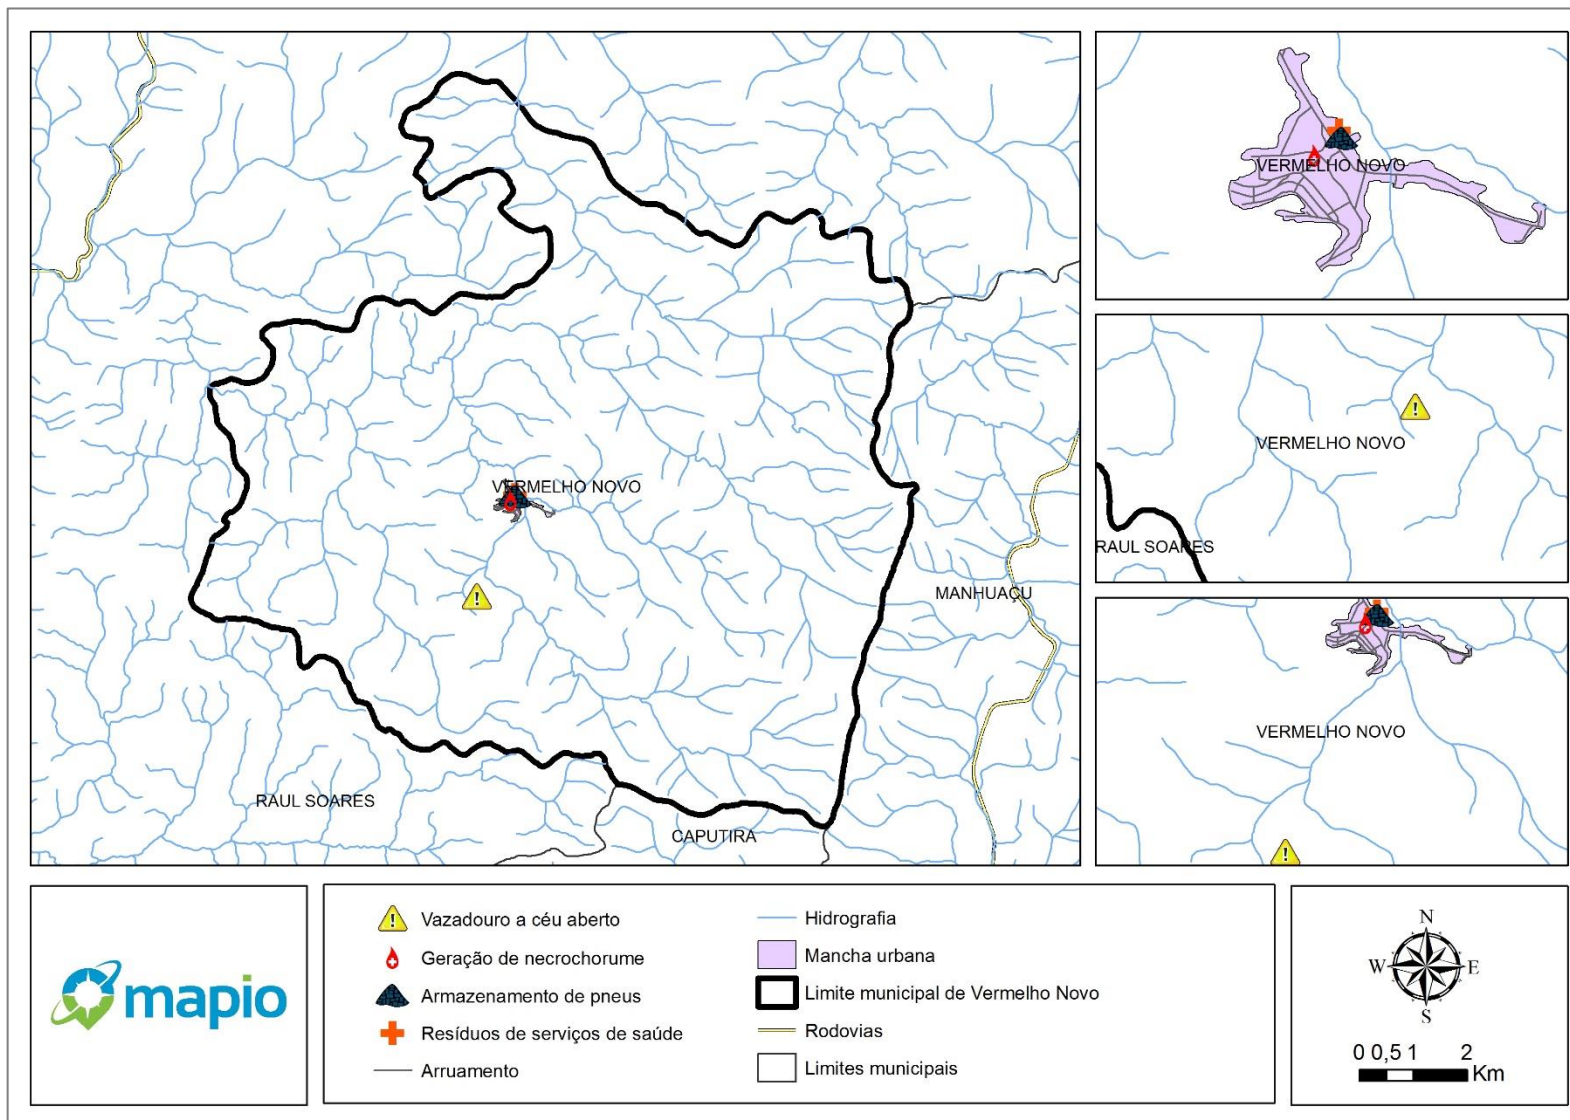 VERMELHO NOVO
MANHUAÇU
RAUL SOARES
CAPUTIRA
VERMELHO NOVO
VERMELHO NOVO
RAUL SOARES
VERMELHO NOVO
mapio
Vazadouro a céu aberto
Geração de necrochorume
Armazenamento de pneus
Resíduos de serviços de saúde
Arruamento
Hidrografia
Mancha urbana
Limite municipal de Vermelho Novo
Rodovias
Limites municipais
N
W E
S
0 0,5 1 2
Km